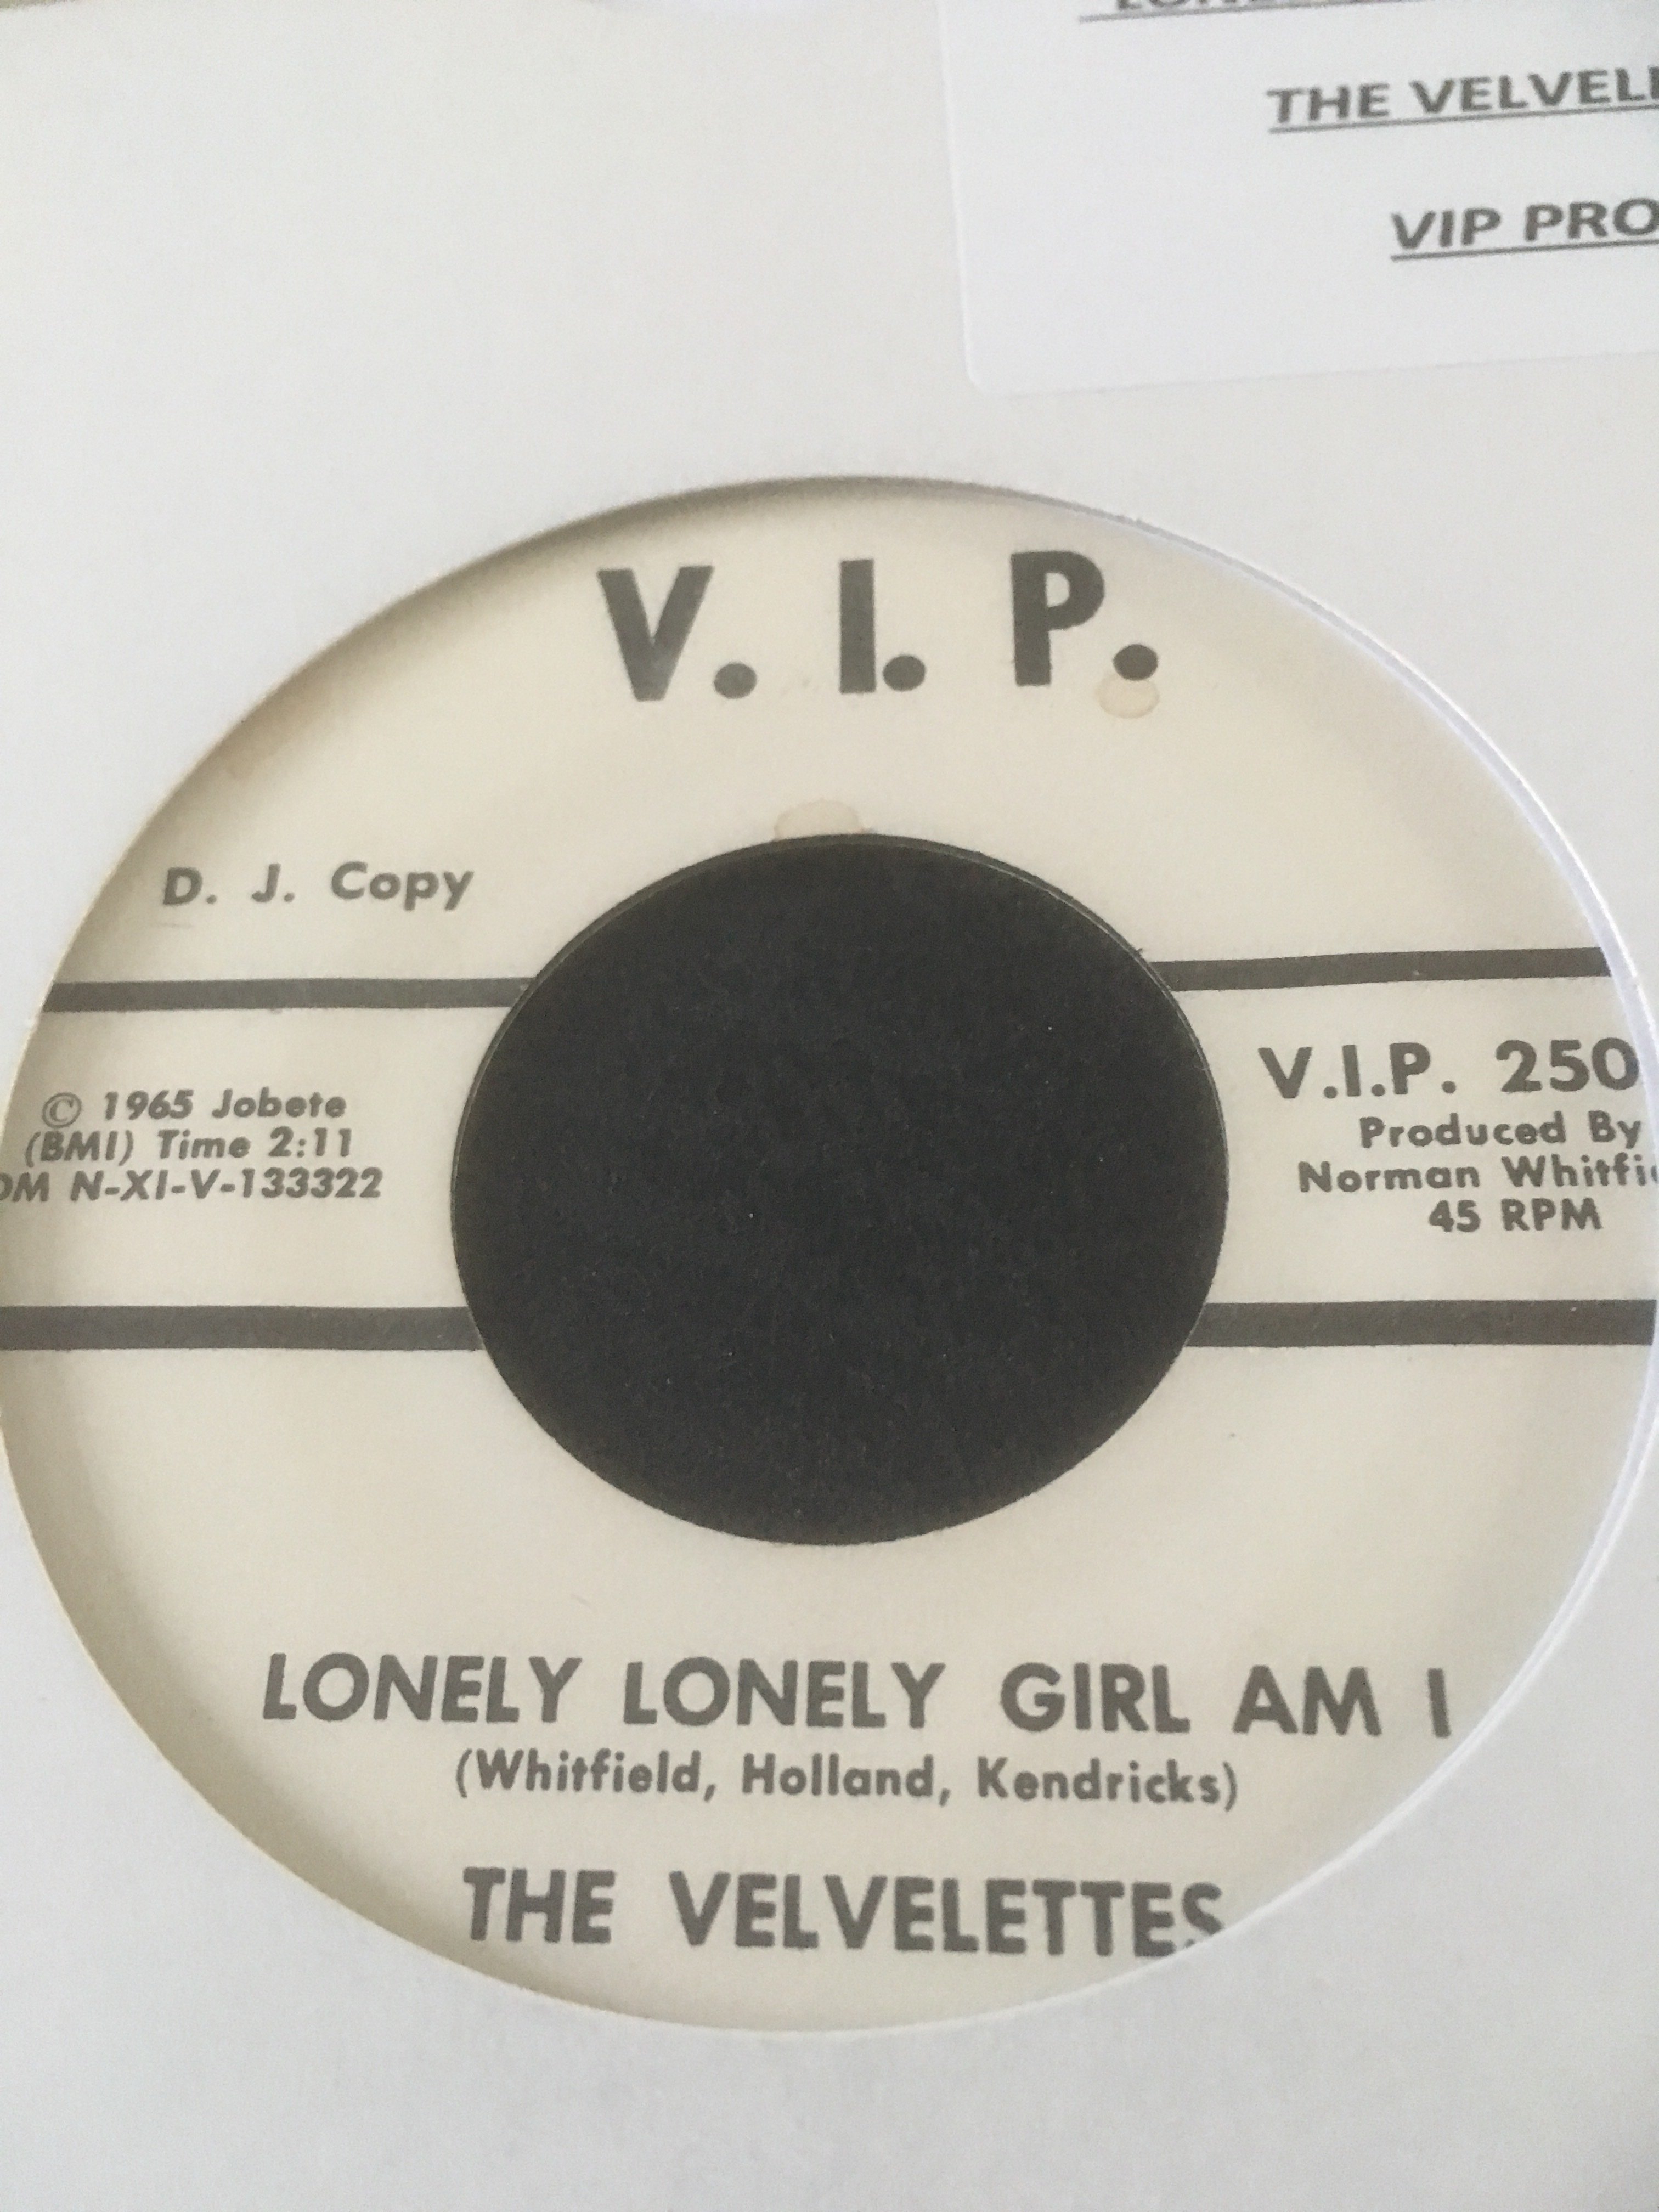 THE VELVEL
VIP PRO
V. I. P.
D. J. Copy
© 1965 Jobete
(BMI) Time 2:11
DM N-XI-V-133322
V.I.P. 250
Produced By
Norman Whitfi
45 RPM
LONELY LONELY GIRL AM I
(Whitfield, Holland, Kendricks)
THE VELVELETTES